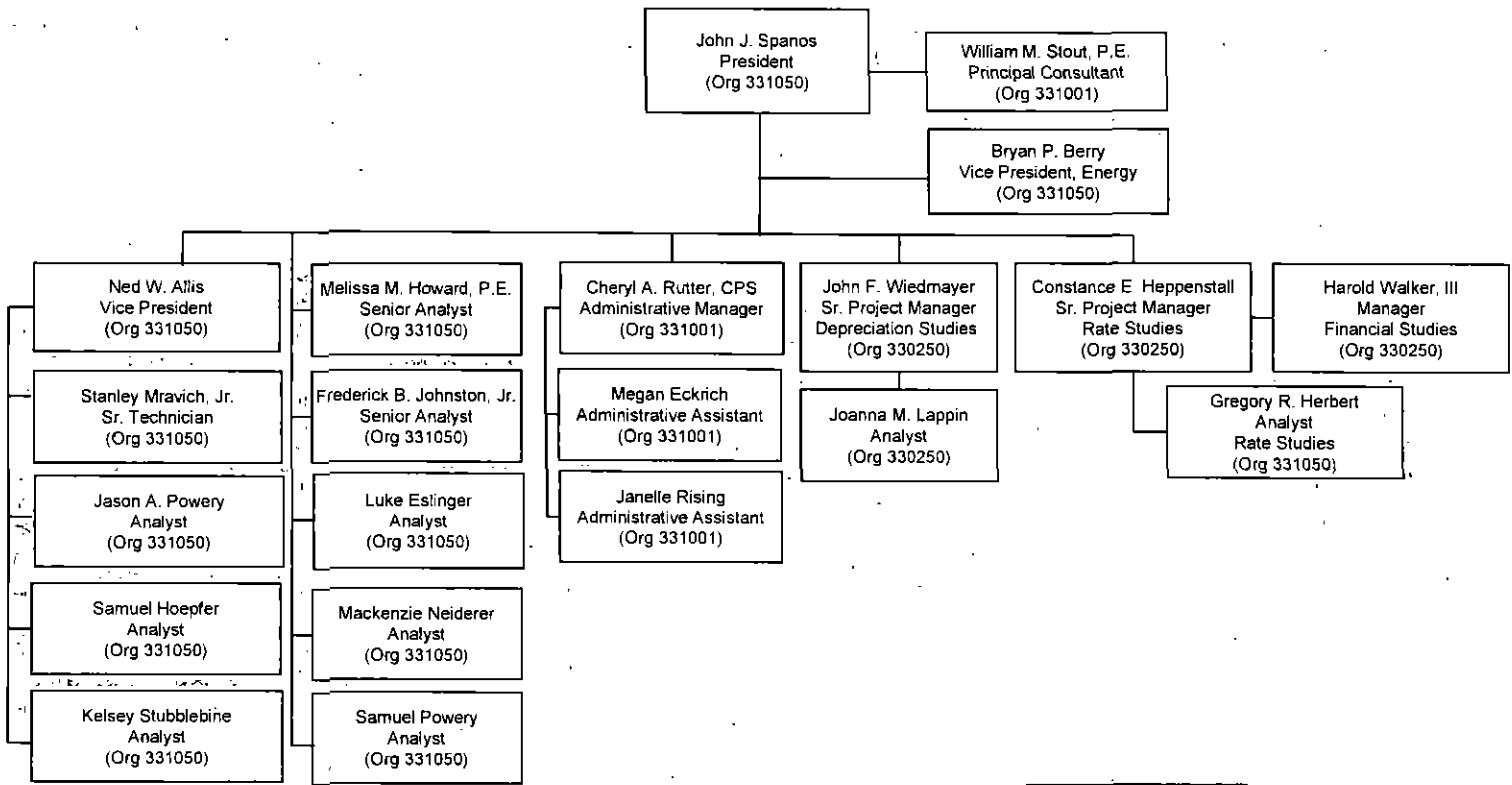 John J. Spanos
President
(Org 331050)
William M. Stout, P.E.
Principal Consultant
(Org 331001)
Bryan P. Berry
Vice President, Energy
(Org 331050)
Ned W. Allis
Vice President
(Org 331050)
Melissa M. Howard, P.E.
Senior Analyst
(Org 331050)
Cheryl A. Rutter, CPS
Administrative Manager
(Org 331001)
John F. Wiedmayer
Sr. Project Manager
Depreciation Studies
(Org 330250)
Constance E Heppenstall
Sr. Project Manager
Rate Studies
(Org 330250)
Harold Walker, III
Manager
Financial Studies
(Org 330250)
Stanley Mravich, Jr.
Sr. Technician
(Org 331050)
Frederick B. Johnston, Jr.
Senior Analyst
(Org 331050)
Megan Eckrich
Administrative Assistant
(Org 331001)
Joanna M. Lappin
Analyst
(Org 330250)
Gregory R. Herbert
Analyst
Rate Studies
(Org 331050)
Jason A. Powery
Analyst
(Org 331050)
Luke Eslinger
Analyst
(Org 331050)
Janelle Rising
Administrative Assistant
(Org 331001)
Samuel Hoepfer
Analyst
(Org 331050)
Mackenzie Neiderer
Analyst
(Org 331050)
Kelsey Stubblebine
Analyst
(Org 331050)
Samuel Powery
Analyst
(Org 331050)